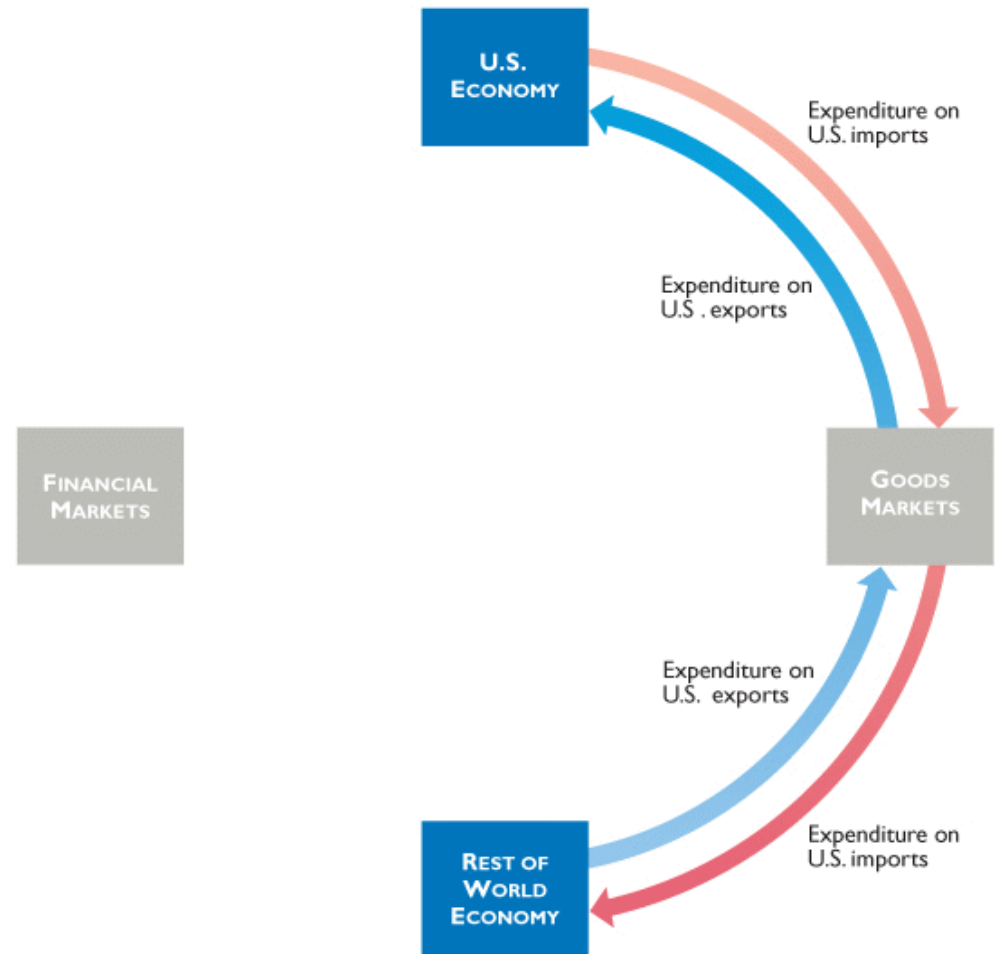 U.S.
ECONOMY
Expenditure on
U.S. imports
Expenditure on
U.S . exports
FINANCIAL
MARKETS
GOODS
MARKETS
Expenditure on
U.S. exports
Expenditure on
U.S. imports
REST OF
WORLD
ECONOMY